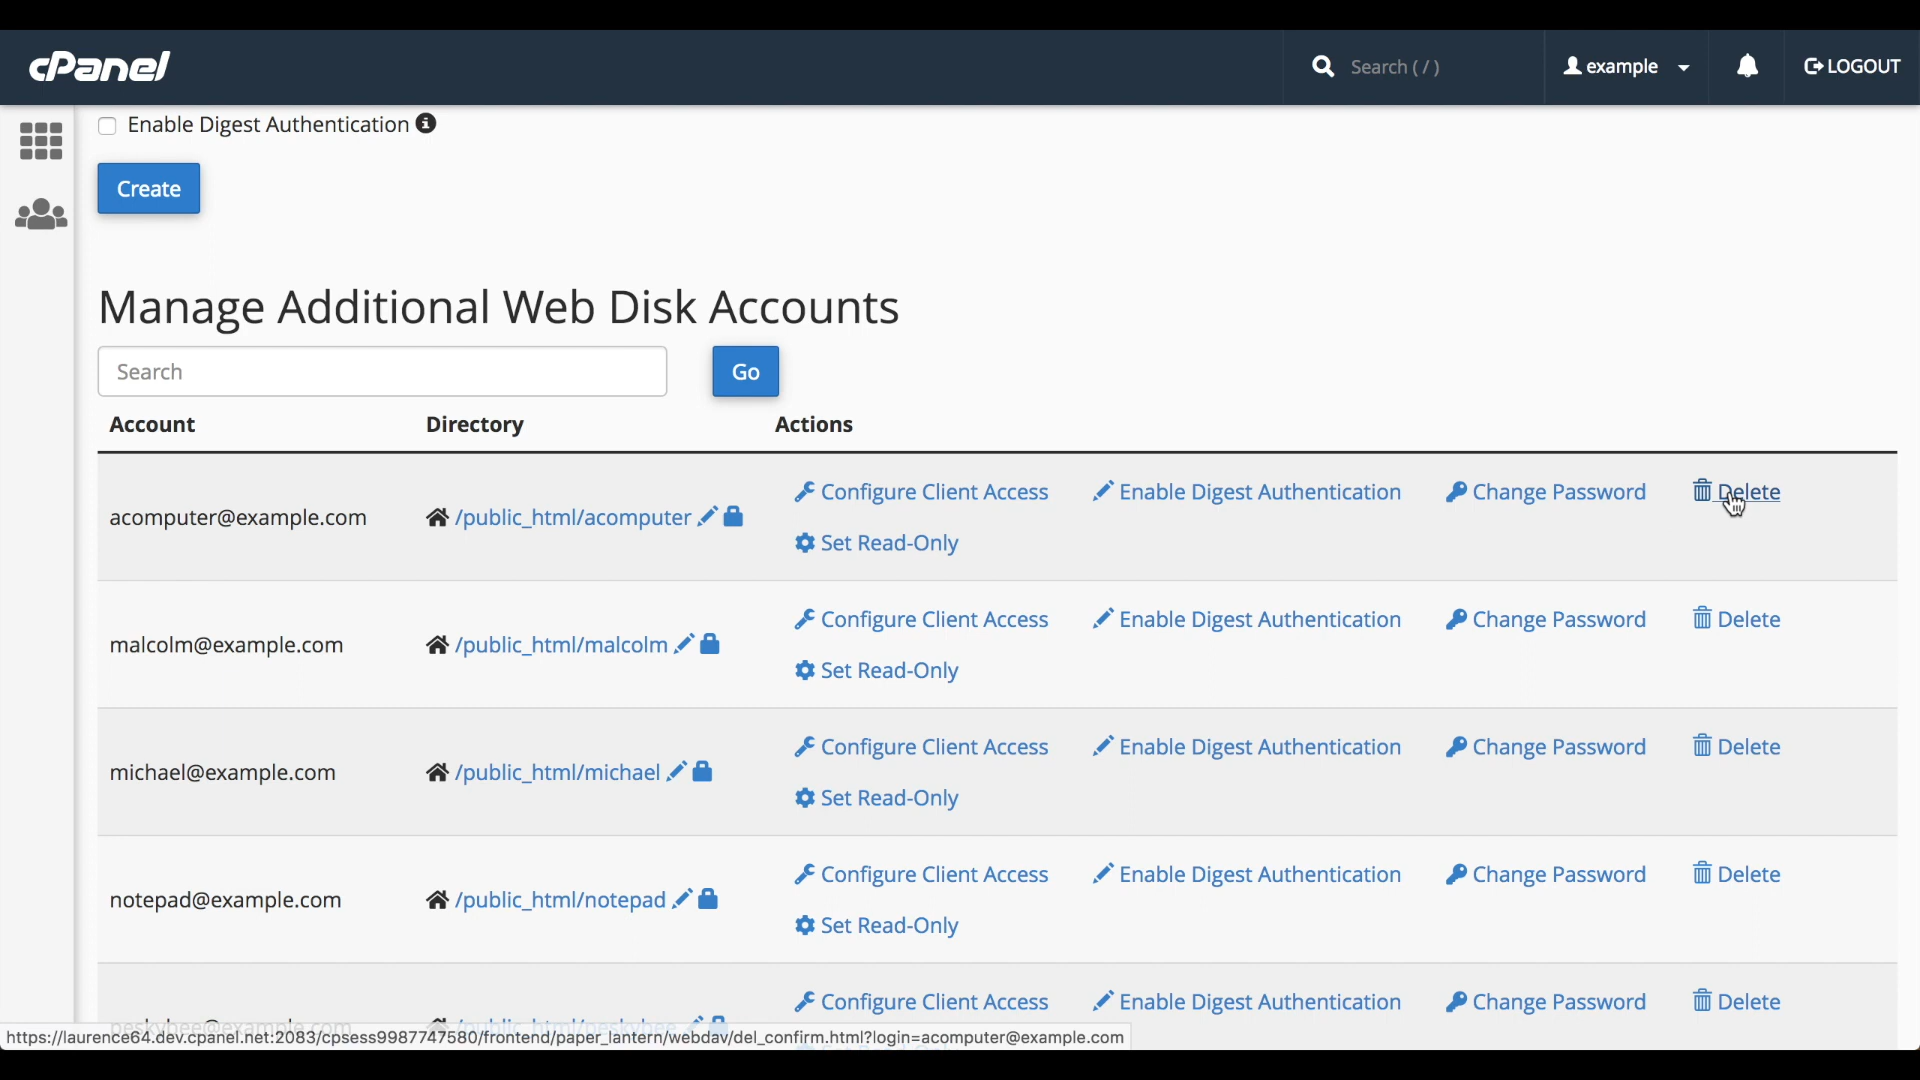 cPanel
Search ( / )
example
LOGOUT
Enable Digest Authentication
Create
Manage Additional Web Disk Accounts
Search
Go
Account Directory Actions
Configure Client Access Enable Digest Authentication Change Password Delete
acomputer@example.com /public_html/acomputer
Set Read-Only
Configure Client Access Enable Digest Authentication Change Password Delete
malcolm@example.com /public_html/malcolm
Set Read-Only
Configure Client Access Enable Digest Authentication Change Password Delete
michael@example.com /public_html/michael
Set Read-Only
Configure Client Access Enable Digest Authentication Change Password Delete
notepad@example.com /public_html/notepad
Set Read-Only
Configure Client Access Enable Digest Authentication Change Password Delete
peskybee@example.com /public_html/peskybee
https://laurence64.dev.cpanel.net:2083/cpsess9987747580/frontend/paper_lantern/webdav/del_confirm.html?login=acomputer@example.com